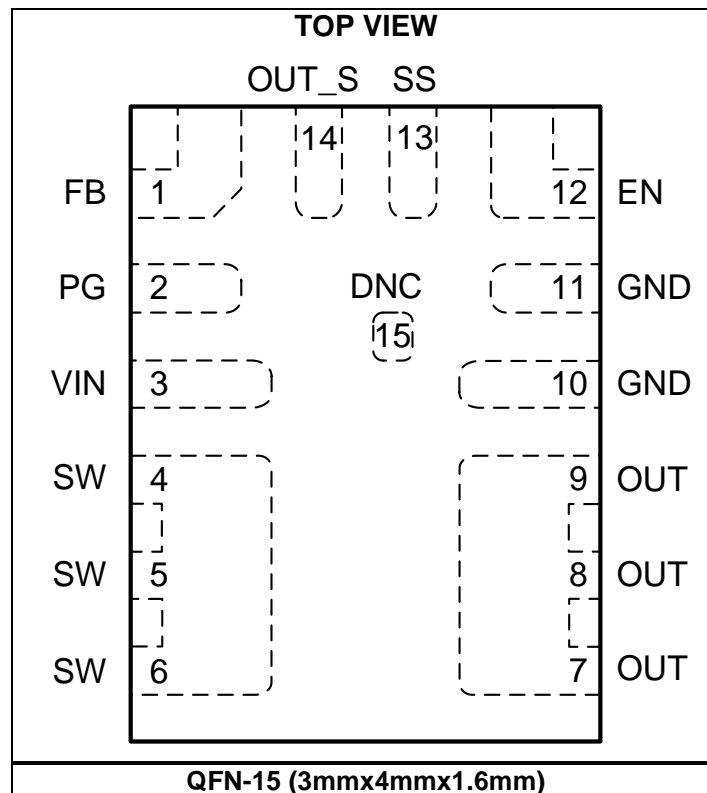 TOP VIEW
OUT_S SS
14 13
FB 1 12 EN
PG 2 DNC 11 GND
15
VIN 3 10 GND
SW 4 9 OUT
SW 5 8 OUT
SW 6 7 OUT
QFN-15 (3mmx4mmx1.6mm)